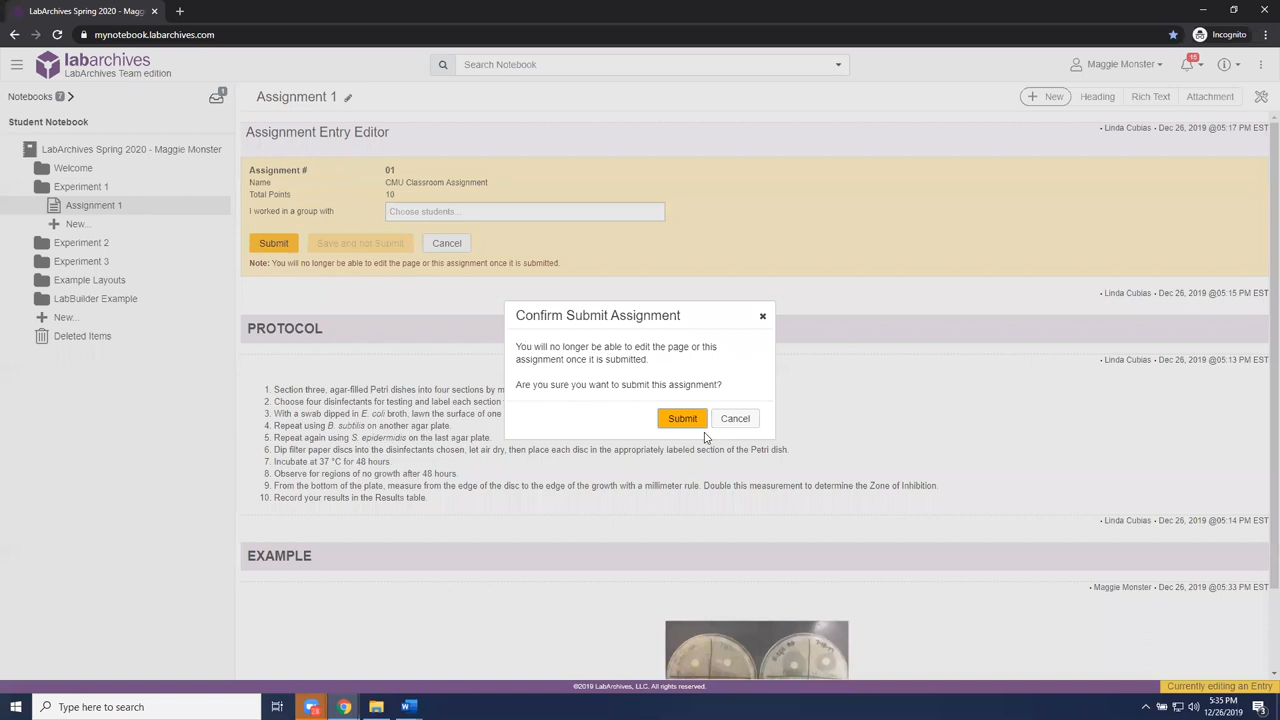 LabArchives Spring 2020 - Mag
mynotebook.labarchives.com
Incognito
labarchives
LabArchives Team edition
Search Notebook
Maggie Monster
15
Notebooks 7
1
Assignment 1
New
Heading
Rich Text
Attachment
Student Notebook
LabArchives Spring 2020 - Maggie Monster
Welcome
Experiment 1
Assignment 1
New...
Experiment 2
Experiment 3
Example Layouts
LabBuilder Example
New...
Deleted Items
Assignment Entry Editor
• Linda Cubias • Dec 26, 2019 @05:17 PM EST
Assignment # 01
Name CMU Classroom Assignment
Total Points 10
I worked in a group with Choose students...
Submit Save and not Submit Cancel
Note: You will no longer be able to edit the page or this assignment once it is submitted.
• Linda Cubias • Dec 26, 2019 @05:15 PM EST
PROTOCOL
• Linda Cubias • Dec 26, 2019 @05:13 PM EST
Confirm Submit Assignment
You will no longer be able to edit the page or this
assignment once it is submitted.
Are you sure you want to submit this assignment?
Submit Cancel
1. Section three, agar-filled Petri dishes into four sections by m
2. Choose four disinfectants for testing and label each section
3. With a swab dipped in E. coli broth, lawn the surface of one
4. Repeat using B. subtilis on another agar plate.
5. Repeat again using S. epidermidis on the last agar plate.
6. Dip filter paper discs into the disinfectants chosen, let air dry, then place each disc in the appropriately labeled section of the Petri dish.
7. Incubate at 37 °C for 48 hours.
8. Observe for regions of no growth after 48 hours.
9. From the bottom of the plate, measure from the edge of the disc to the edge of the growth with a millimeter rule. Double this measurement to determine the Zone of Inhibition.
10. Record your results in the Results table.
• Linda Cubias • Dec 26, 2019 @05:14 PM EST
EXAMPLE
• Maggie Monster • Dec 26, 2019 @05:33 PM EST
©2019 LabArchives, LLC. All rights reserved.
Currently editing an Entry
Type here to search
5:35 PM
12/26/2019